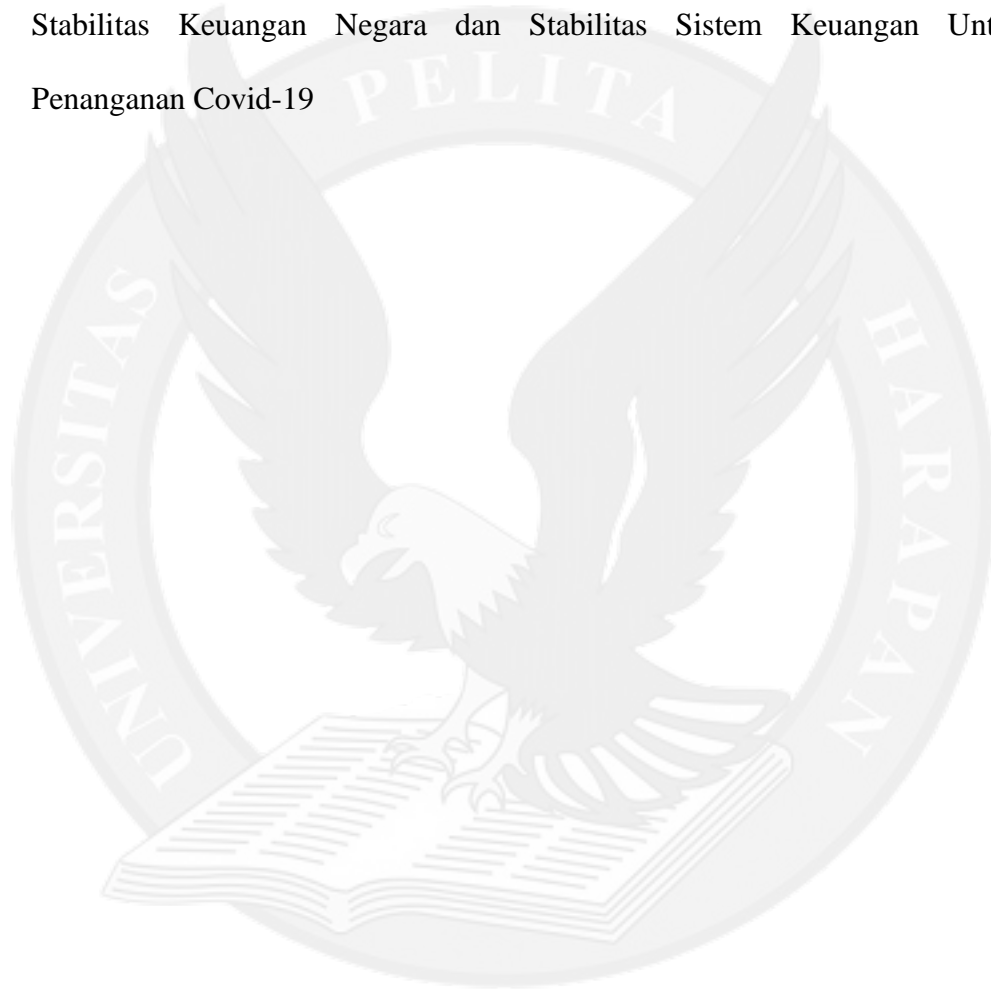 Stabilitas Keuangan Negara dan Stabilitas Sistem Keuangan Unt
Penanganan Covid-19
UNIVERSITAS PELITA HARAPAN